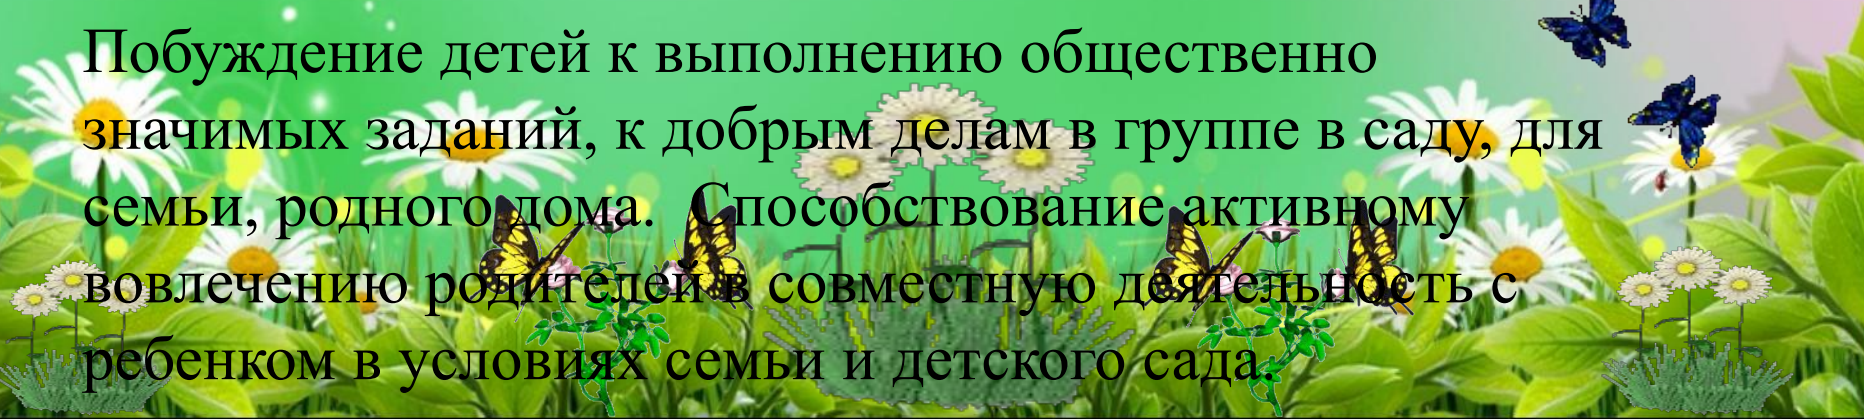 Побуждение детей к выполнению общественно
значимых заданий, к добрым делам в группе в саду, для
семьи, родного дома.  Способствование активному
вовлечению родителей в совместную деятельность с
ребенком в условиях семьи и детского сада.